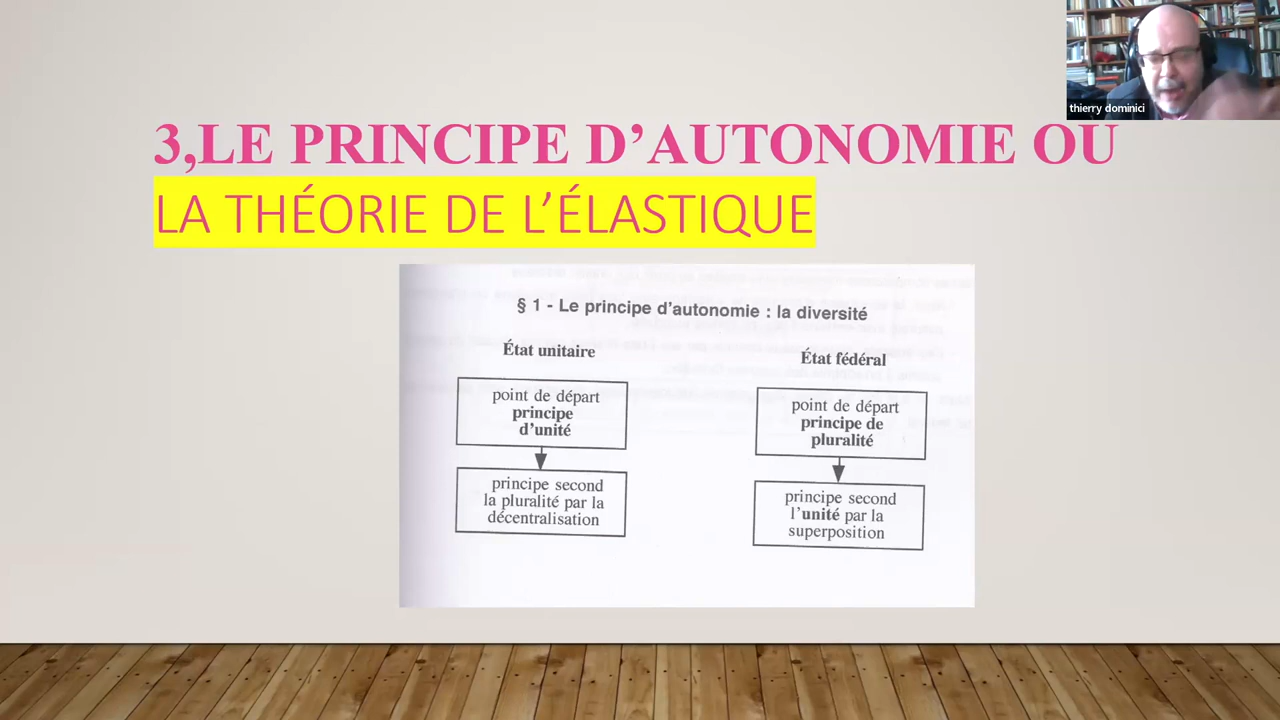 thierry dominici
3,LE PRINCIPE D’AUTONOMIE OU
LA THÉORIE DE L’ÉLASTIQUE
§ 1 - Le principe d’autonomie : la diversité
État unitaire
point de départ
principe
d’unité
principe second
la pluralité par la
décentralisation
État fédéral
point de départ
principe de
pluralité
principe second
l’unité par la
superposition